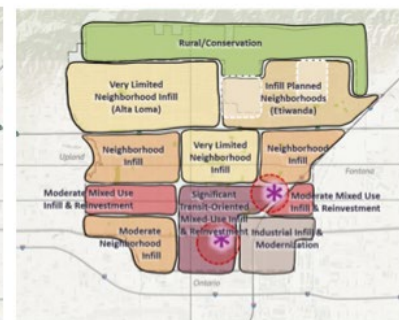 Rural/Conservation
Very Limited
Neighborhood Infill
(Alta Loma)
Infill Planned
Neighborhoods
(Etiwanda)
Upland
Neighborhood
Infill
Very Limited
Neighborhood
Infill
Neighborhood
Infill
Fontana
Moderate Mixed Use
Infill & Reinvestment
Significant
Transit-Oriented
Mixed-Use Infill
& Reinvestment
Moderate Mixed Use
Infill & Reinvestment
Moderate
Neighborhood
Infill
Industrial Infill &
Modernization
Ontario